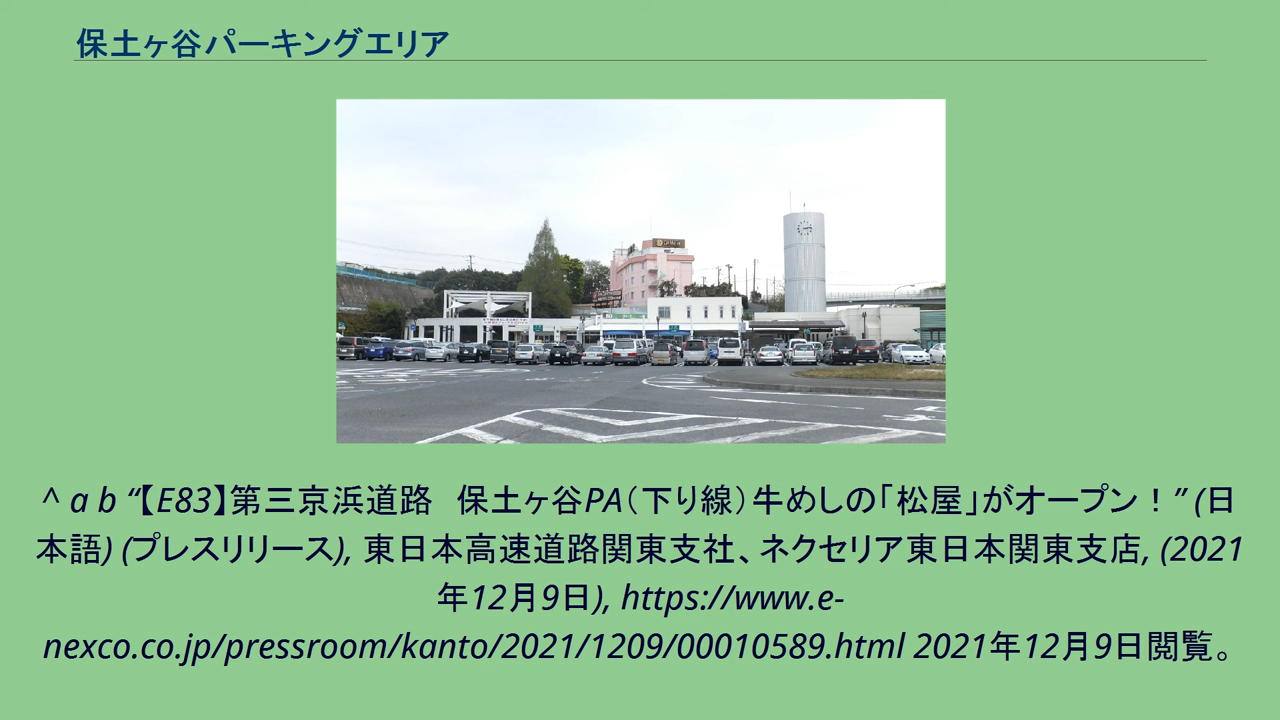 保土ヶ谷パーキングエリア
^ a b “【E83】第三京浜道路　保土ヶ谷PA（下り線）牛めしの「松屋」がオープン！” (日
本語) (プレスリリース), 東日本高速道路関東支社、ネクセリア東日本関東支店, (2021
年12月9日), https://www.e-
nexco.co.jp/pressroom/kanto/2021/1209/00010589.html 2021年12月9日閲覧。